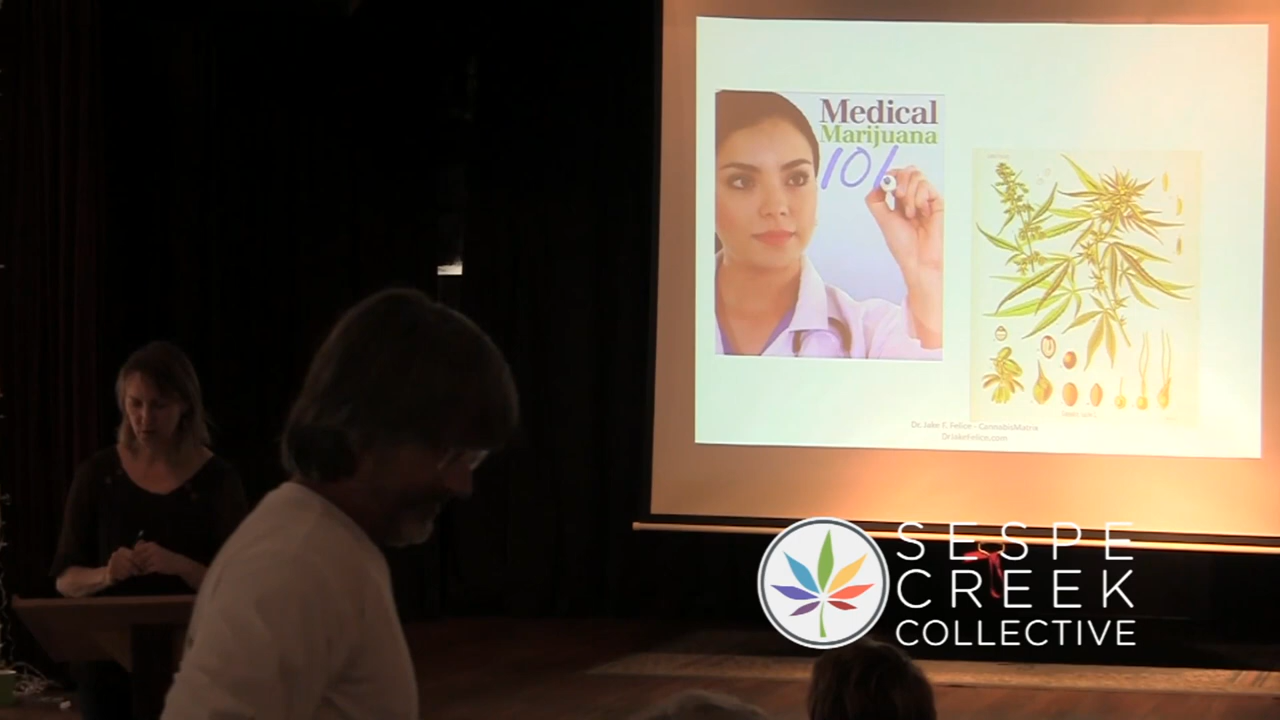 Medical
Marijuana
101
Dr. Jake F. Felice - CannabisMatrix
DrJakeFelice.com
SESPE
CREEK
COLLECTIVE